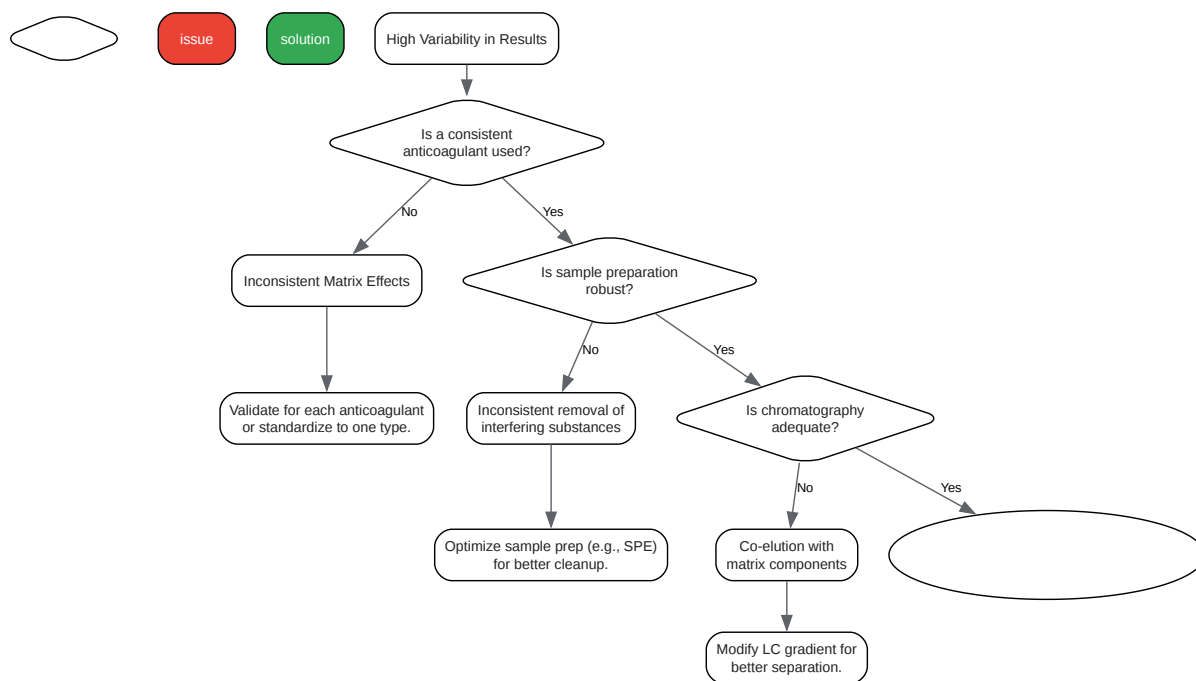 issue
solution
High Variability in Results
Is a consistent
anticoagulant used?
No
Yes
Inconsistent Matrix Effects
Is sample preparation
robust?
No
Yes
Validate for each anticoagulant
or standardize to one type.
Inconsistent removal of
interfering substances
Is chromatography
adequate?
No
Yes
Optimize sample prep (e.g., SPE)
for better cleanup.
Co-elution with
matrix components
Modify LC gradient for
better separation.